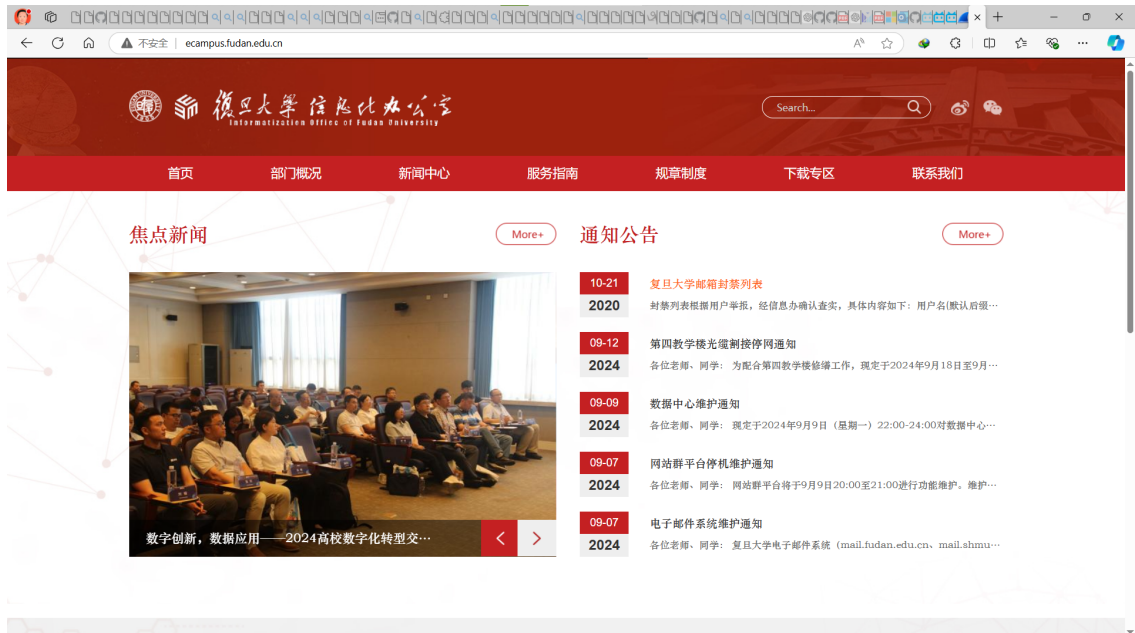 不安全 ecampus.fudan.edu.cn
復旦大學信息化办公室
Informatization Office of Fudan University
Search...
首页 部门概况 新闻中心 服务指南 规章制度 下载专区 联系我们
焦点新闻 More+
数字创新，数据应用——2024高校数字化转型交…
通知公告 More+
10-21
2020
复旦大学邮箱封禁列表
封禁列表根据用户举报，经信息办确认查实，具体内容如下：用户名(默认后缀…
09-12
2024
第四教学楼光缆割接停网通知
各位老师、同学： 为配合第四教学楼修缮工作，现定于2024年9月18日至9月…
09-09
2024
数据中心维护通知
各位老师、同学： 现定于2024年9月9日（星期一）22:00-24:00对数据中心…
09-07
2024
网站群平台停机维护通知
各位老师、同学： 网站群平台将于9月9日20:00至21:00进行功能维护。维护…
09-07
2024
电子邮件系统维护通知
各位老师、同学： 复旦大学电子邮件系统（mail.fudan.edu.cn、mail.shmu…